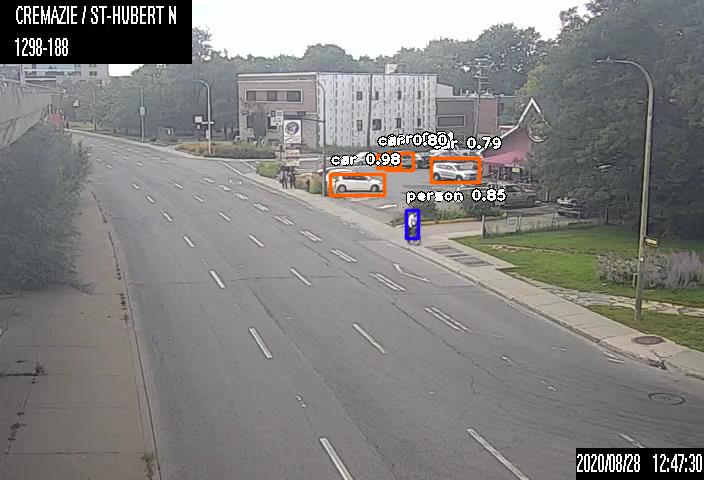 CREMAZIE / ST-HUBERT N
1298-188
car 0.80
car 0.79
car 0.98
person 0.85
2020/08/28 12:47:30